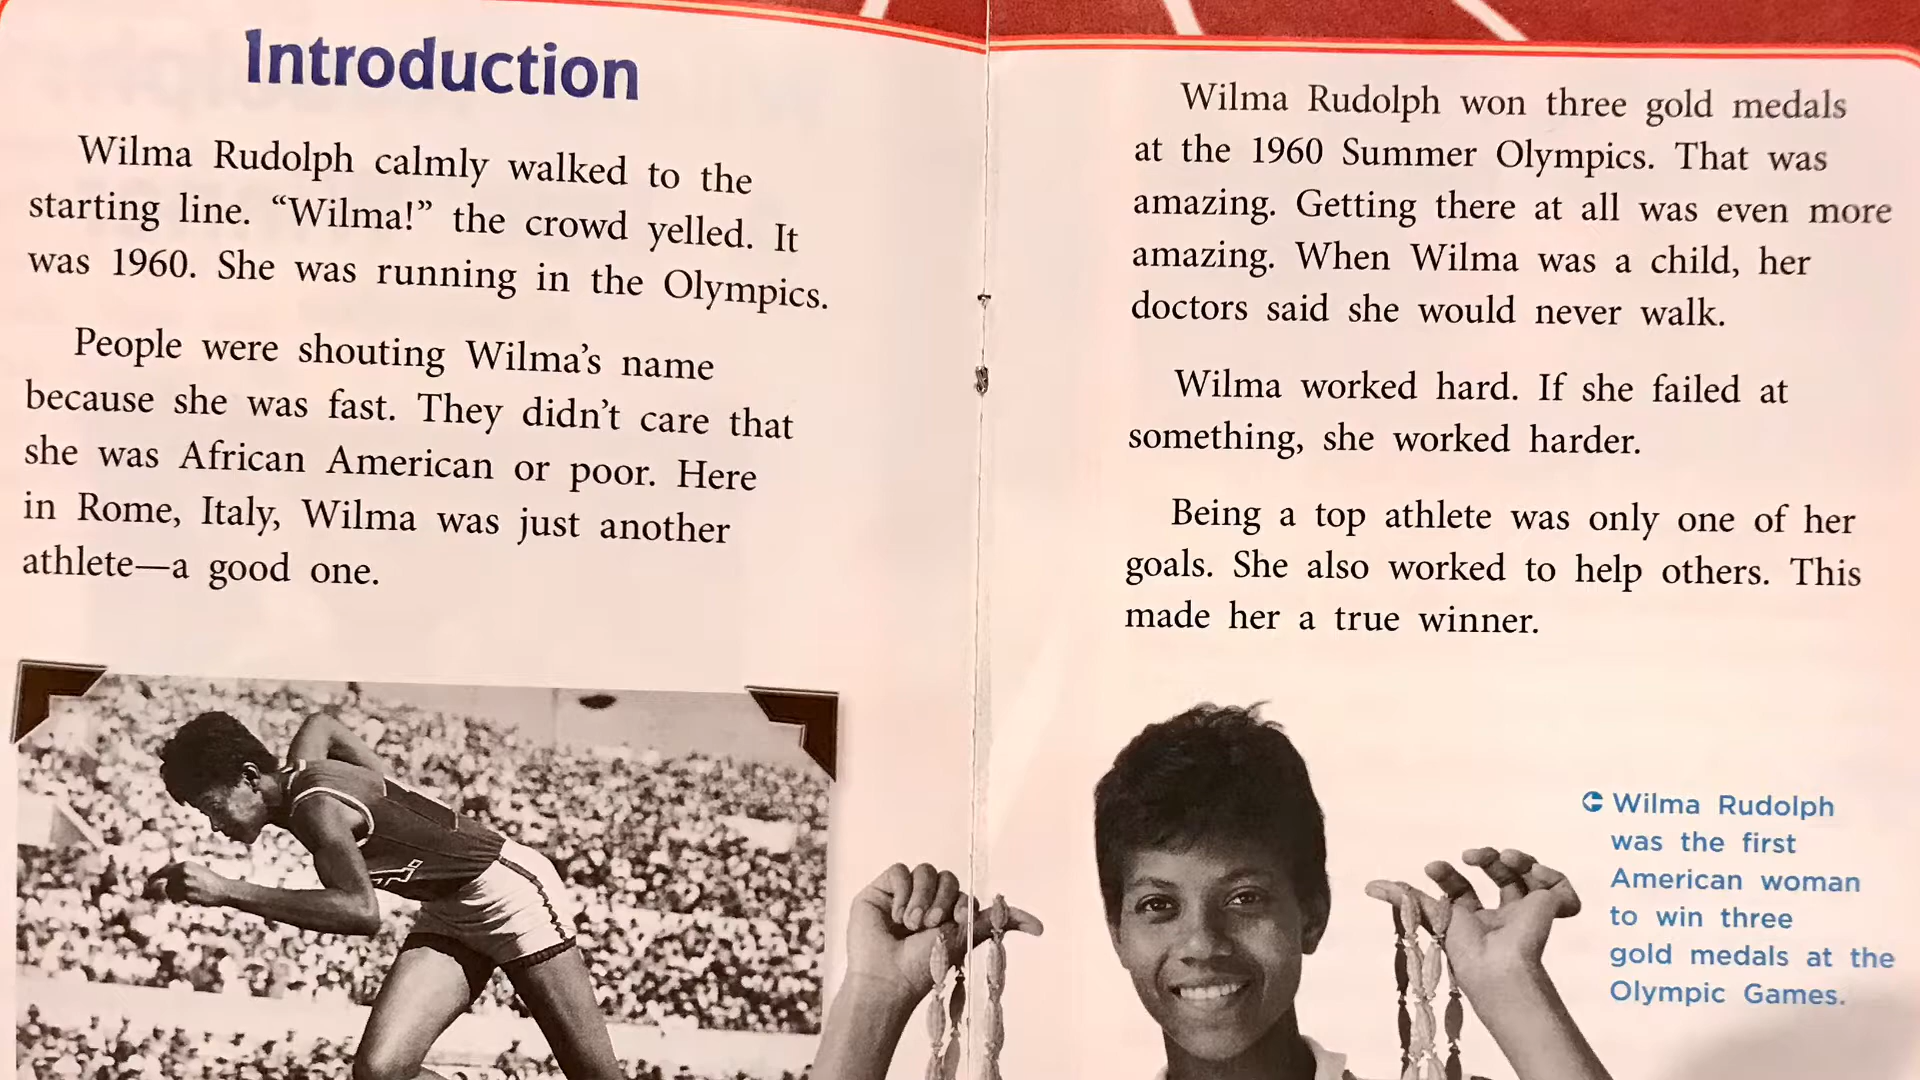 Introduction
Wilma Rudolph calmly walked to the
starting line. “Wilma!” the crowd yelled. It
was 1960. She was running in the Olympics.
People were shouting Wilma’s name
because she was fast. They didn’t care that
she was African American or poor. Here
in Rome, Italy, Wilma was just another
athlete—a good one.
Wilma Rudolph won three gold medals
at the 1960 Summer Olympics. That was
amazing. Getting there at all was even more
amazing. When Wilma was a child, her
doctors said she would never walk.
Wilma worked hard. If she failed at
something, she worked harder.
Being a top athlete was only one of her
goals. She also worked to help others. This
made her a true winner.
Wilma Rudolph
was the first
American woman
to win three
gold medals at the
Olympic Games.